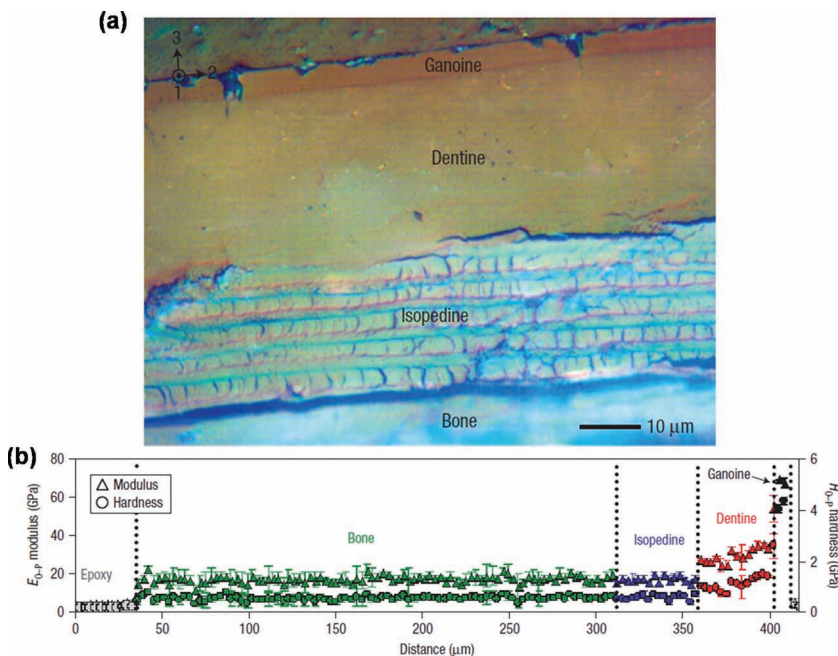 (a)
3
2
1
Ganoine
Dentine
Isopedine
Bone
10 μm
(b)
80
60
40
20
0
E O–P modulus (GPa)
Modulus
Hardness
Epoxy
Bone
Isopedine
Dentine
Ganoine
6
4
2
0
H O–P hardness (GPa)
0 50 100 150 200 250 300 350 400
Distance (μm)